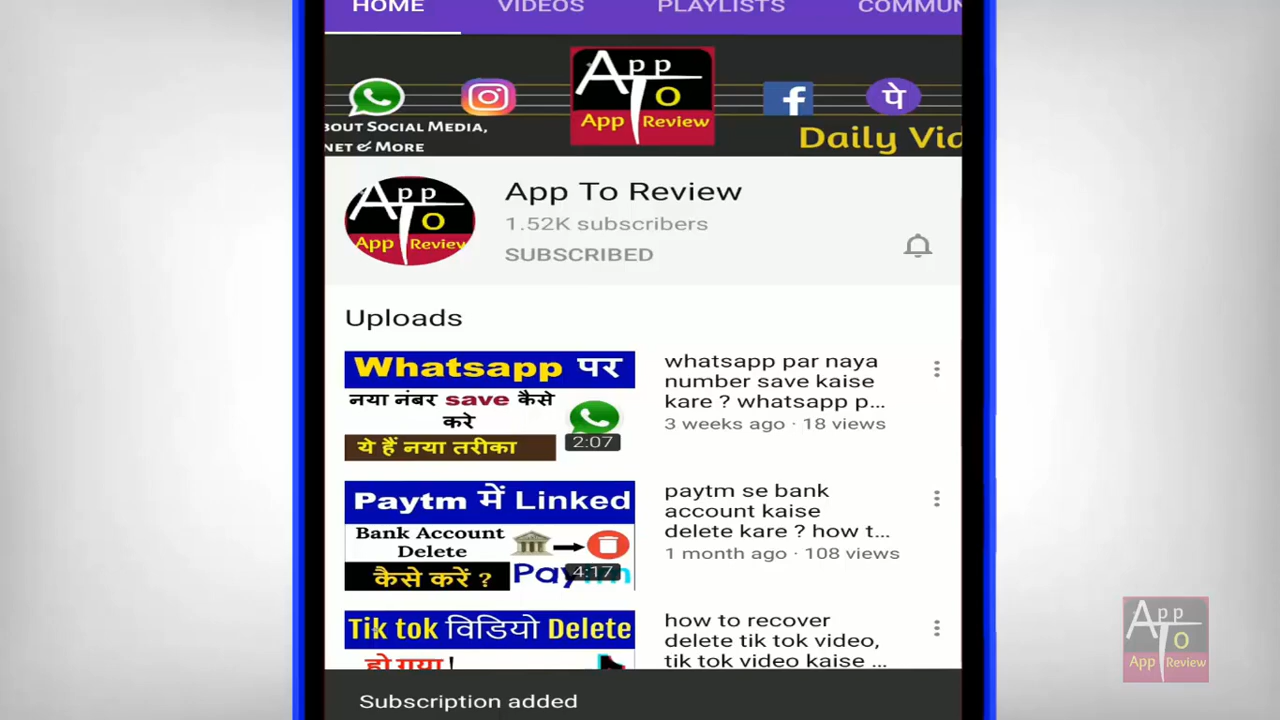 HOME VIDEOS PLAYLISTS COMMUN
App
TO
App Review
BOUT SOCIAL MEDIA,
NET & MORE
पे
Daily Vid
App
TO
App Review
App To Review
1.52K subscribers
SUBSCRIBED
Uploads
Whatsapp पर
नया नंबर save कैसे
करे
ये हैं नया तरीका
2:07
whatsapp par naya
number save kaise
kare ? whatsapp p...
3 weeks ago · 18 views
Paytm में Linked
Bank Account
Delete
कैसे करें ?
Paytm
4:17
paytm se bank
account kaise
delete kare ? how t...
1 month ago · 108 views
Tik tok विडियो Delete
हो गया !
how to recover
delete tik tok video,
tik tok video kaise ...
Subscription added
App
TO
App Review